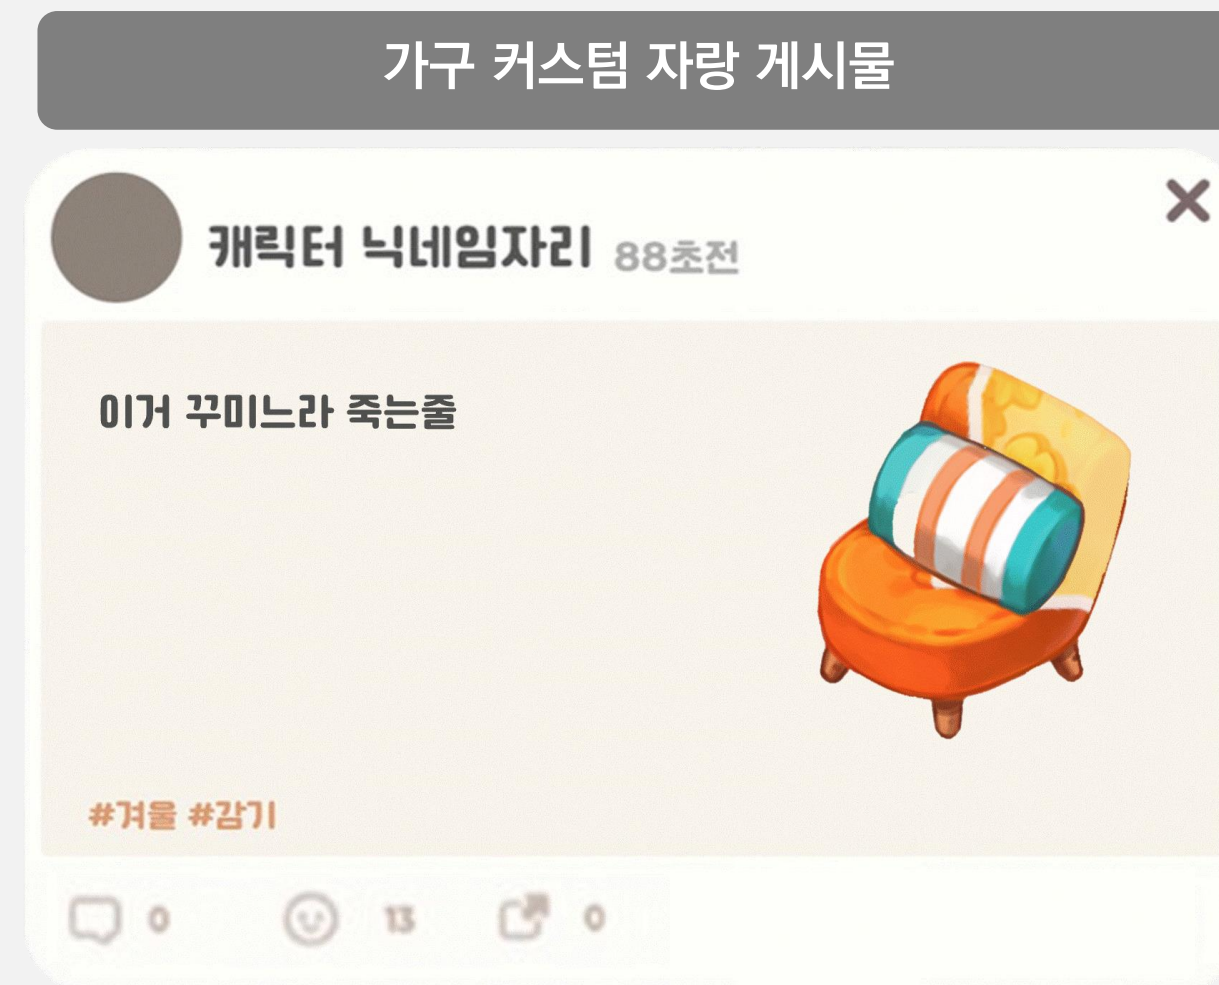 가구 커스텀 자랑 게시물
캐릭터 닉네임자리 88초전
이거 꾸미느라 죽는줄
#겨울 #감기
0 13 0